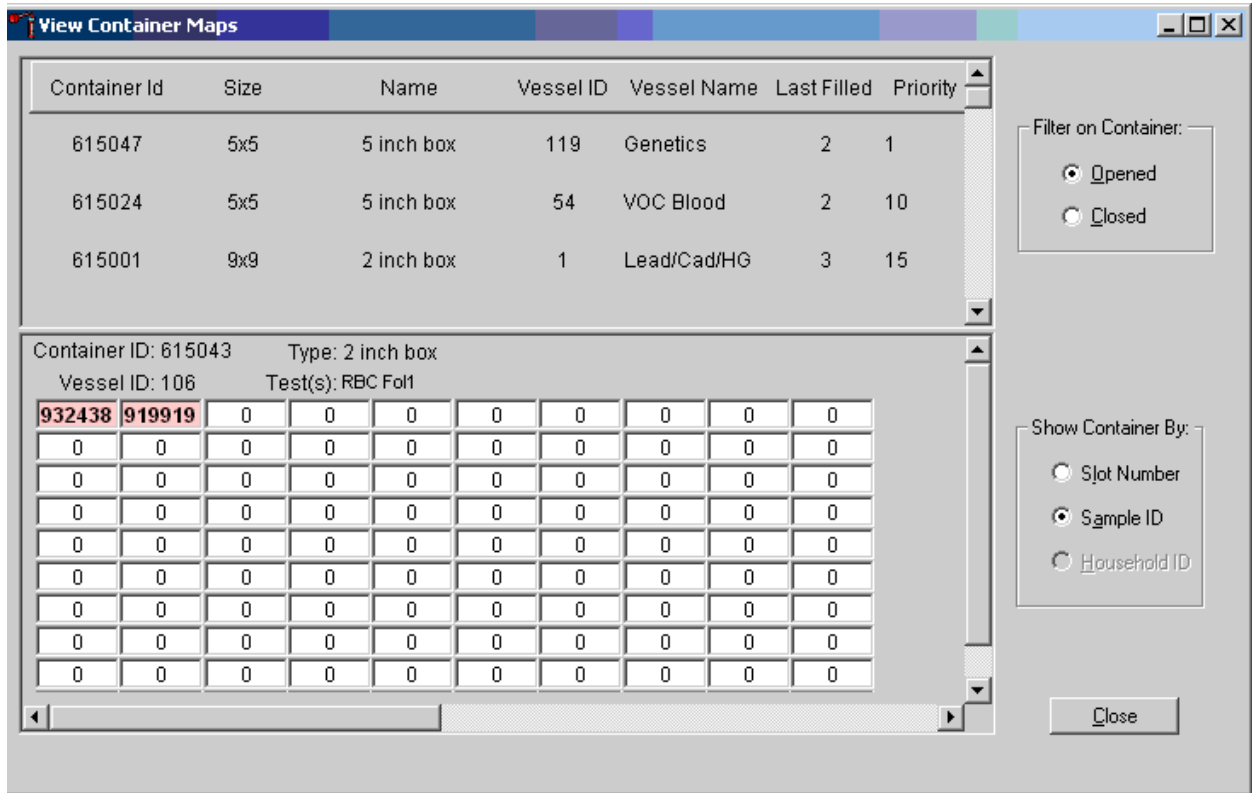 View Container Maps
Container Id Size Name Vessel ID Vessel Name Last Filled Priority
615047 5x5 5 inch box 119 Genetics 2 1
615024 5x5 5 inch box 54 VOC Blood 2 10
615001 9x9 2 inch box 1 Lead/Cad/HG 3 15
Filter on Container:
Opened
Closed
Container ID: 615043 Type: 2 inch box
Vessel ID: 106 Test(s): RBC Fol1
932438 919919 0 0 0 0 0 0 0 0
0 0 0 0 0 0 0 0 0 0
0 0 0 0 0 0 0 0 0 0
0 0 0 0 0 0 0 0 0 0
0 0 0 0 0 0 0 0 0 0
0 0 0 0 0 0 0 0 0 0
0 0 0 0 0 0 0 0 0 0
0 0 0 0 0 0 0 0 0 0
0 0 0 0 0 0 0 0 0 0
Show Container By:
Slot Number
Sample ID
Household ID
Close